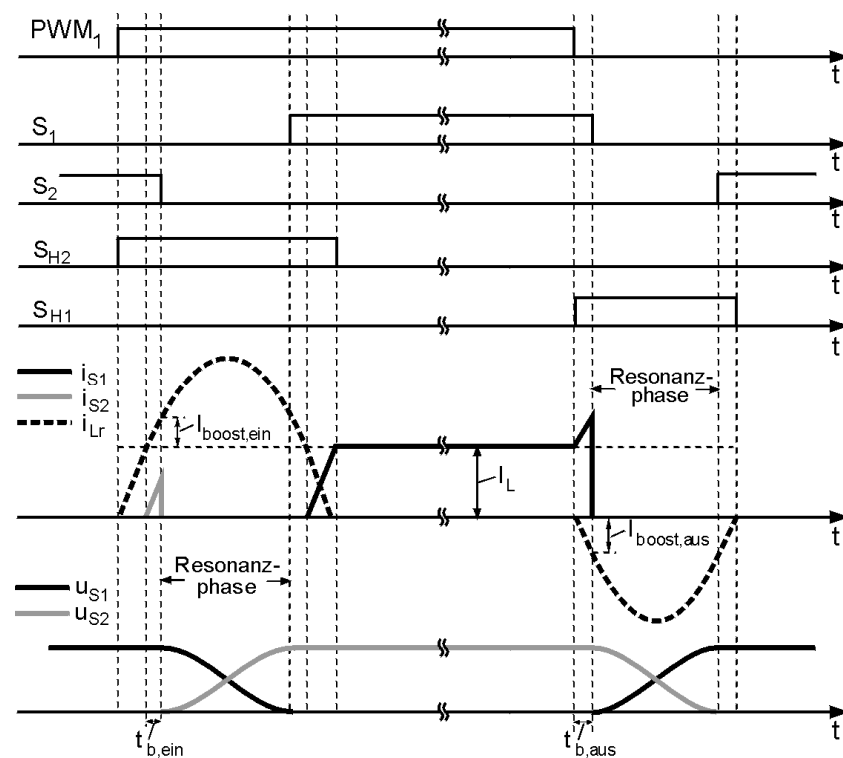 PWM1
t
S1
t
S2
t
SH2
t
SH1
t
iS1
iS2
iLr
Resonanz-
phase
Iboost,ein
IL
t
Iboost,aus
Resonanz-
phase
uS1
uS2
t
tb,ein
tb,aus